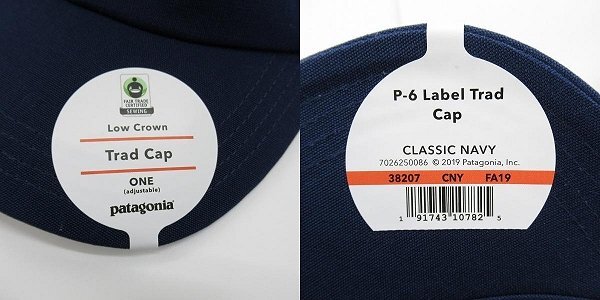 FAIR TRADE
CERTIFIED
SEWING
Low Crown
Trad Cap
ONE
(adjustable)
patagonia
P-6 Label Trad
Cap
CLASSIC NAVY
7026250086 © 2019 Patagonia, Inc.
38207 CNY FA19
1 91743 10782 5